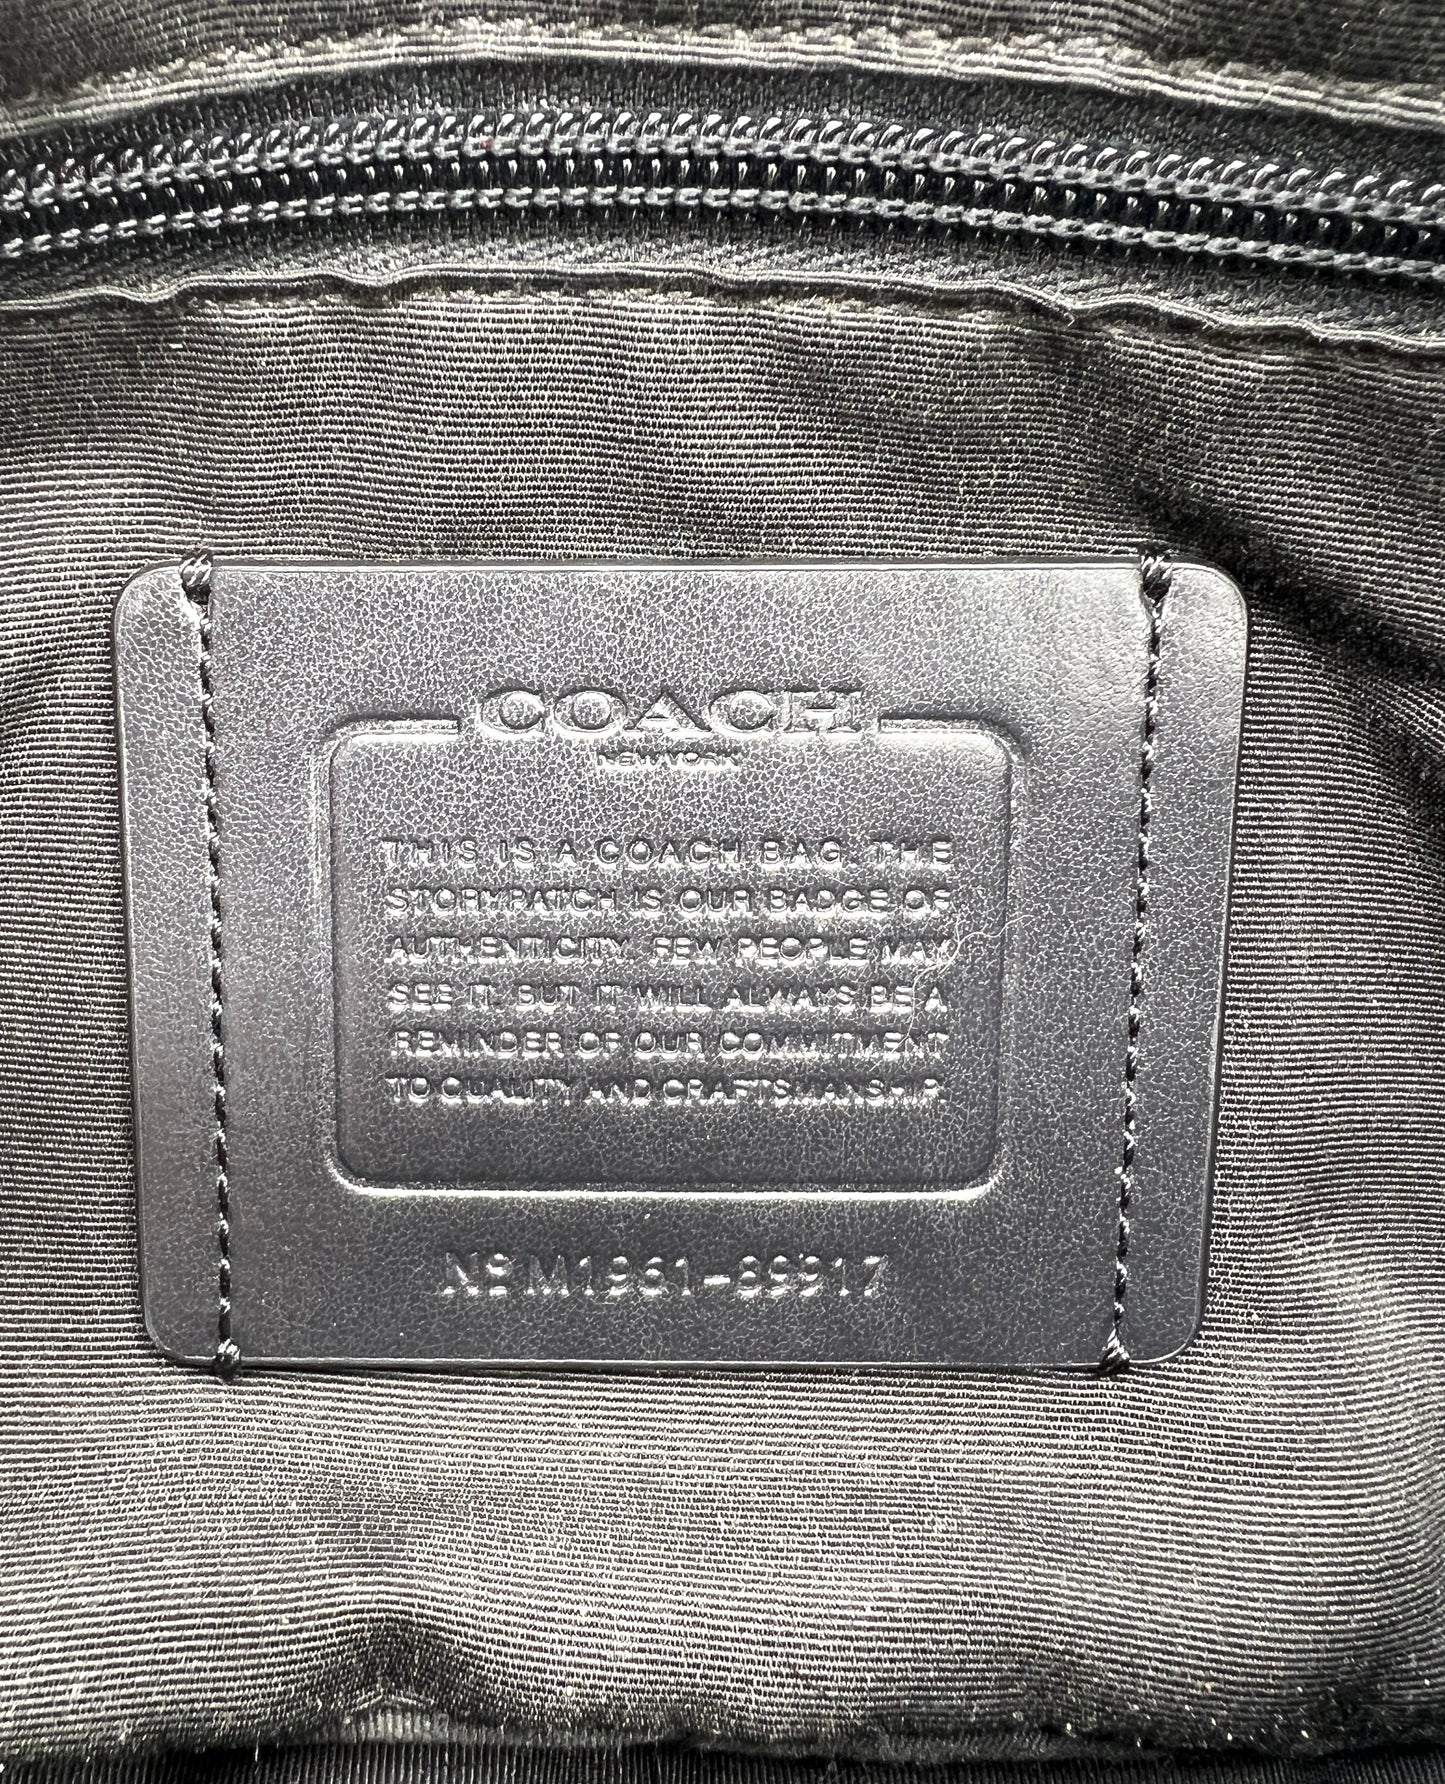 COACH
NEW YORK
THIS IS A COACH BAG. THE
STORYPATCH IS OUR BADGE OF
AUTHENTICITY. FEW PEOPLE MAY
SEE IT, BUT IT WILL ALWAYS BE A
REMINDER OF OUR COMMITMENT
TO QUALITY AND CRAFTSMANSHIP.
Nº M1961-89917